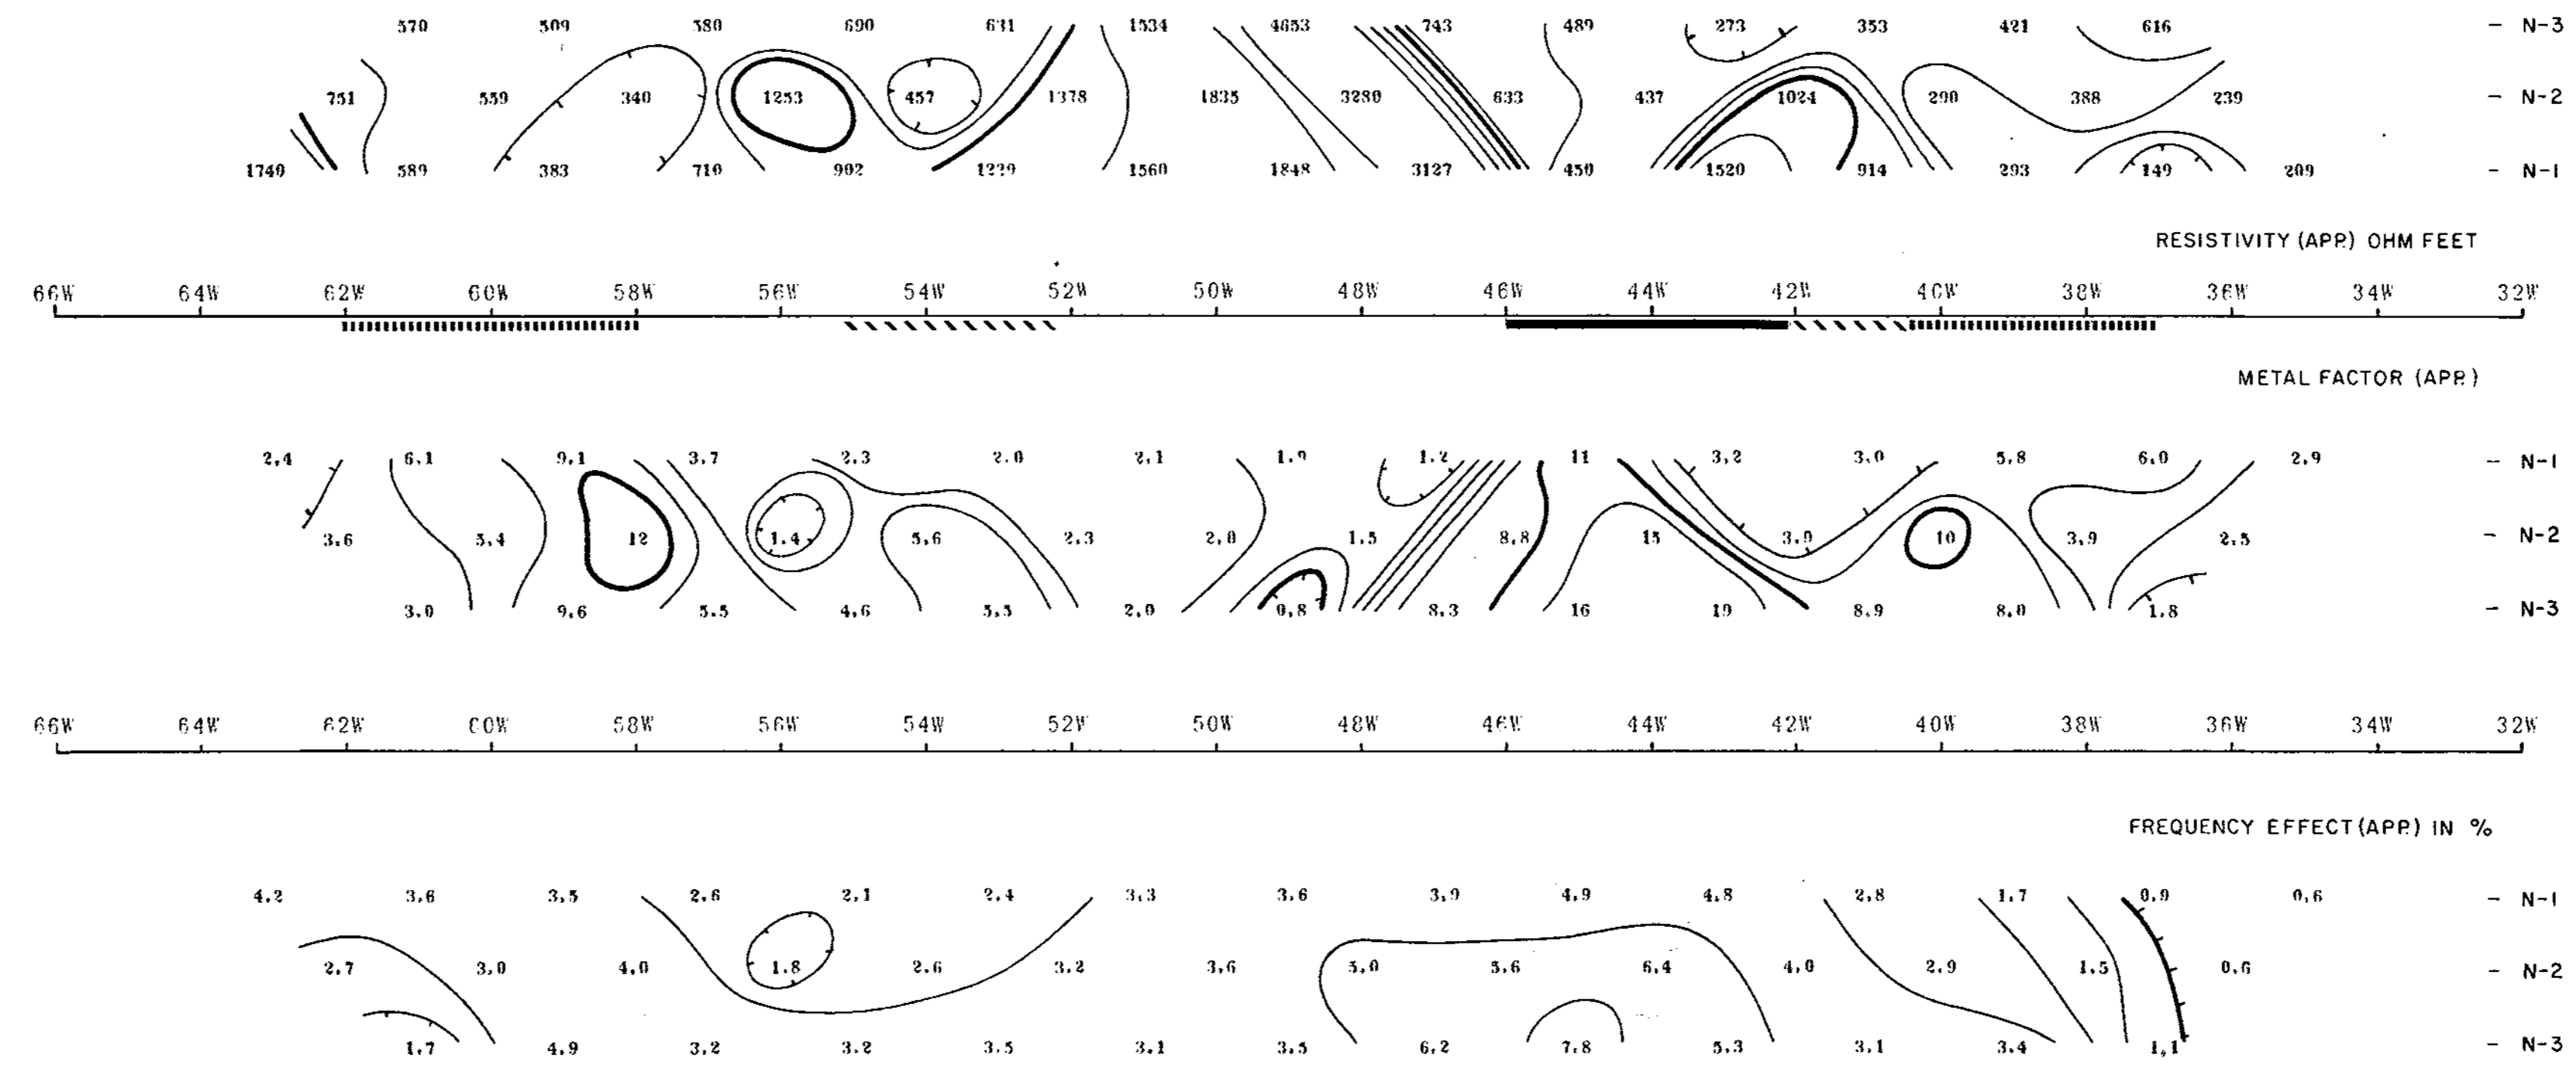 570 509 580 690 631 1534 4653 743 489 273 353 421 616 - N-3
751 559 340 1253 457 1378 1835 3280 633 437 1024 290 388 239 - N-2
1740 589 383 710 902 1229 1560 1848 3127 450 1520 914 293 149 209 - N-1
RESISTIVITY (APP.) OHM FEET
66W 64W 62W 60W 58W 56W 54W 52W 50W 48W 46W 44W 42W 40W 38W 36W 34W 32W
METAL FACTOR (APP.)
2.4 6.1 9.1 3.7 2.3 2.0 2.1 1.9 1.2 11 3.2 3.0 5.8 6.0 2.9 - N-1
3.6 5.4 12 1.4 5.6 2.3 2.0 1.5 8.8 15 3.9 10 3.9 2.5 - N-2
3.0 9.6 5.5 4.6 5.5 2.0 0.8 8.3 16 19 8.9 8.0 1.8 - N-3
66W 64W 62W 60W 58W 56W 54W 52W 50W 48W 46W 44W 42W 40W 38W 36W 34W 32W
FREQUENCY EFFECT (APP.) IN %
4.2 3.6 3.5 2.6 2.1 2.4 3.3 3.6 3.9 4.9 4.8 2.8 1.7 0.9 0.6 - N-1
2.7 3.0 4.0 1.8 2.6 3.2 3.6 5.0 5.6 6.4 4.0 2.9 1.5 0.6 - N-2
1.7 4.9 3.2 3.2 3.5 3.1 3.5 6.2 7.8 5.3 3.1 3.4 1.1 - N-3